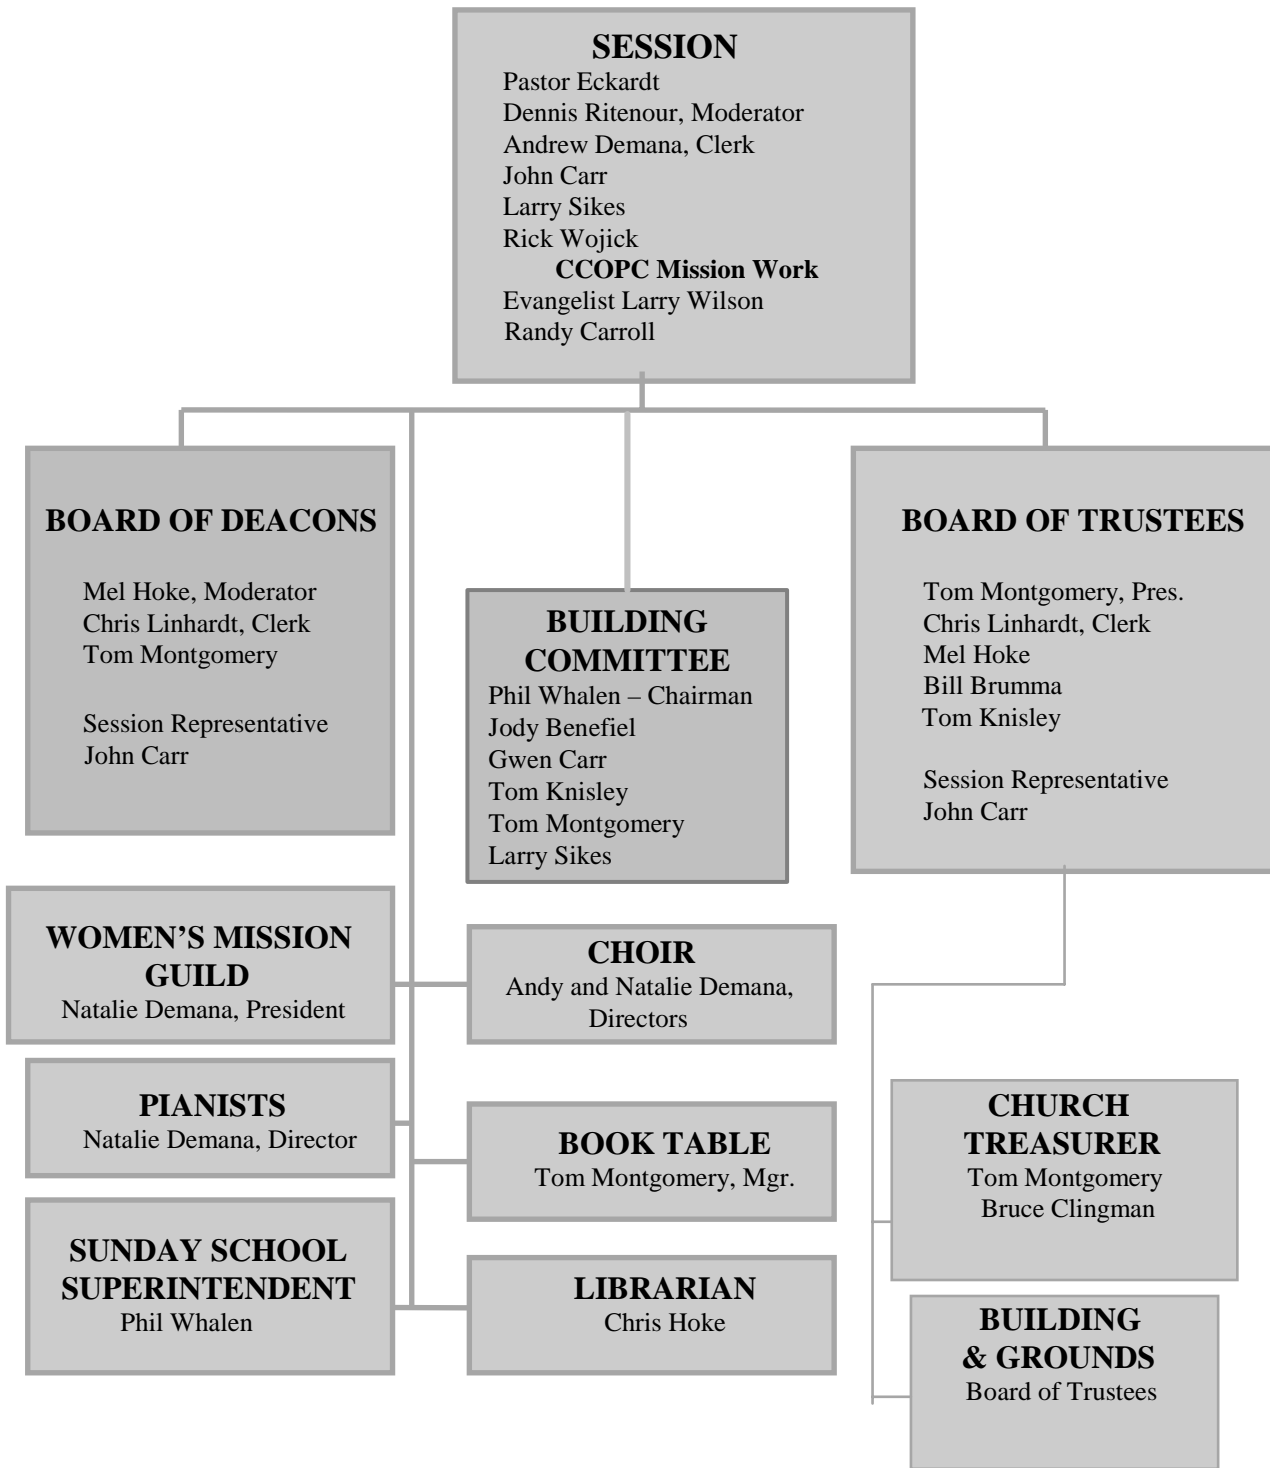 SESSION
Pastor Eckardt
Dennis Ritenour, Moderator
Andrew Demana, Clerk
John Carr
Larry Sikes
Rick Wojick
CCOPC Mission Work
Evangelist Larry Wilson
Randy Carroll
BOARD OF DEACONS
Mel Hoke, Moderator
Chris Linhardt, Clerk
Tom Montgomery
Session Representative
John Carr
BUILDING
COMMITTEE
Phil Whalen – Chairman
Jody Benefiel
Gwen Carr
Tom Knisley
Tom Montgomery
Larry Sikes
BOARD OF TRUSTEES
Tom Montgomery, Pres.
Chris Linhardt, Clerk
Mel Hoke
Bill Brumma
Tom Knisley
Session Representative
John Carr
WOMEN’S MISSION
GUILD
Natalie Demana, President
CHOIR
Andy and Natalie Demana,
Directors
PIANISTS
Natalie Demana, Director
BOOK TABLE
Tom Montgomery, Mgr.
SUNDAY SCHOOL
SUPERINTENDENT
Phil Whalen
LIBRARIAN
Chris Hoke
CHURCH
TREASURER
Tom Montgomery
Bruce Clingman
BUILDING
& GROUNDS
Board of Trustees